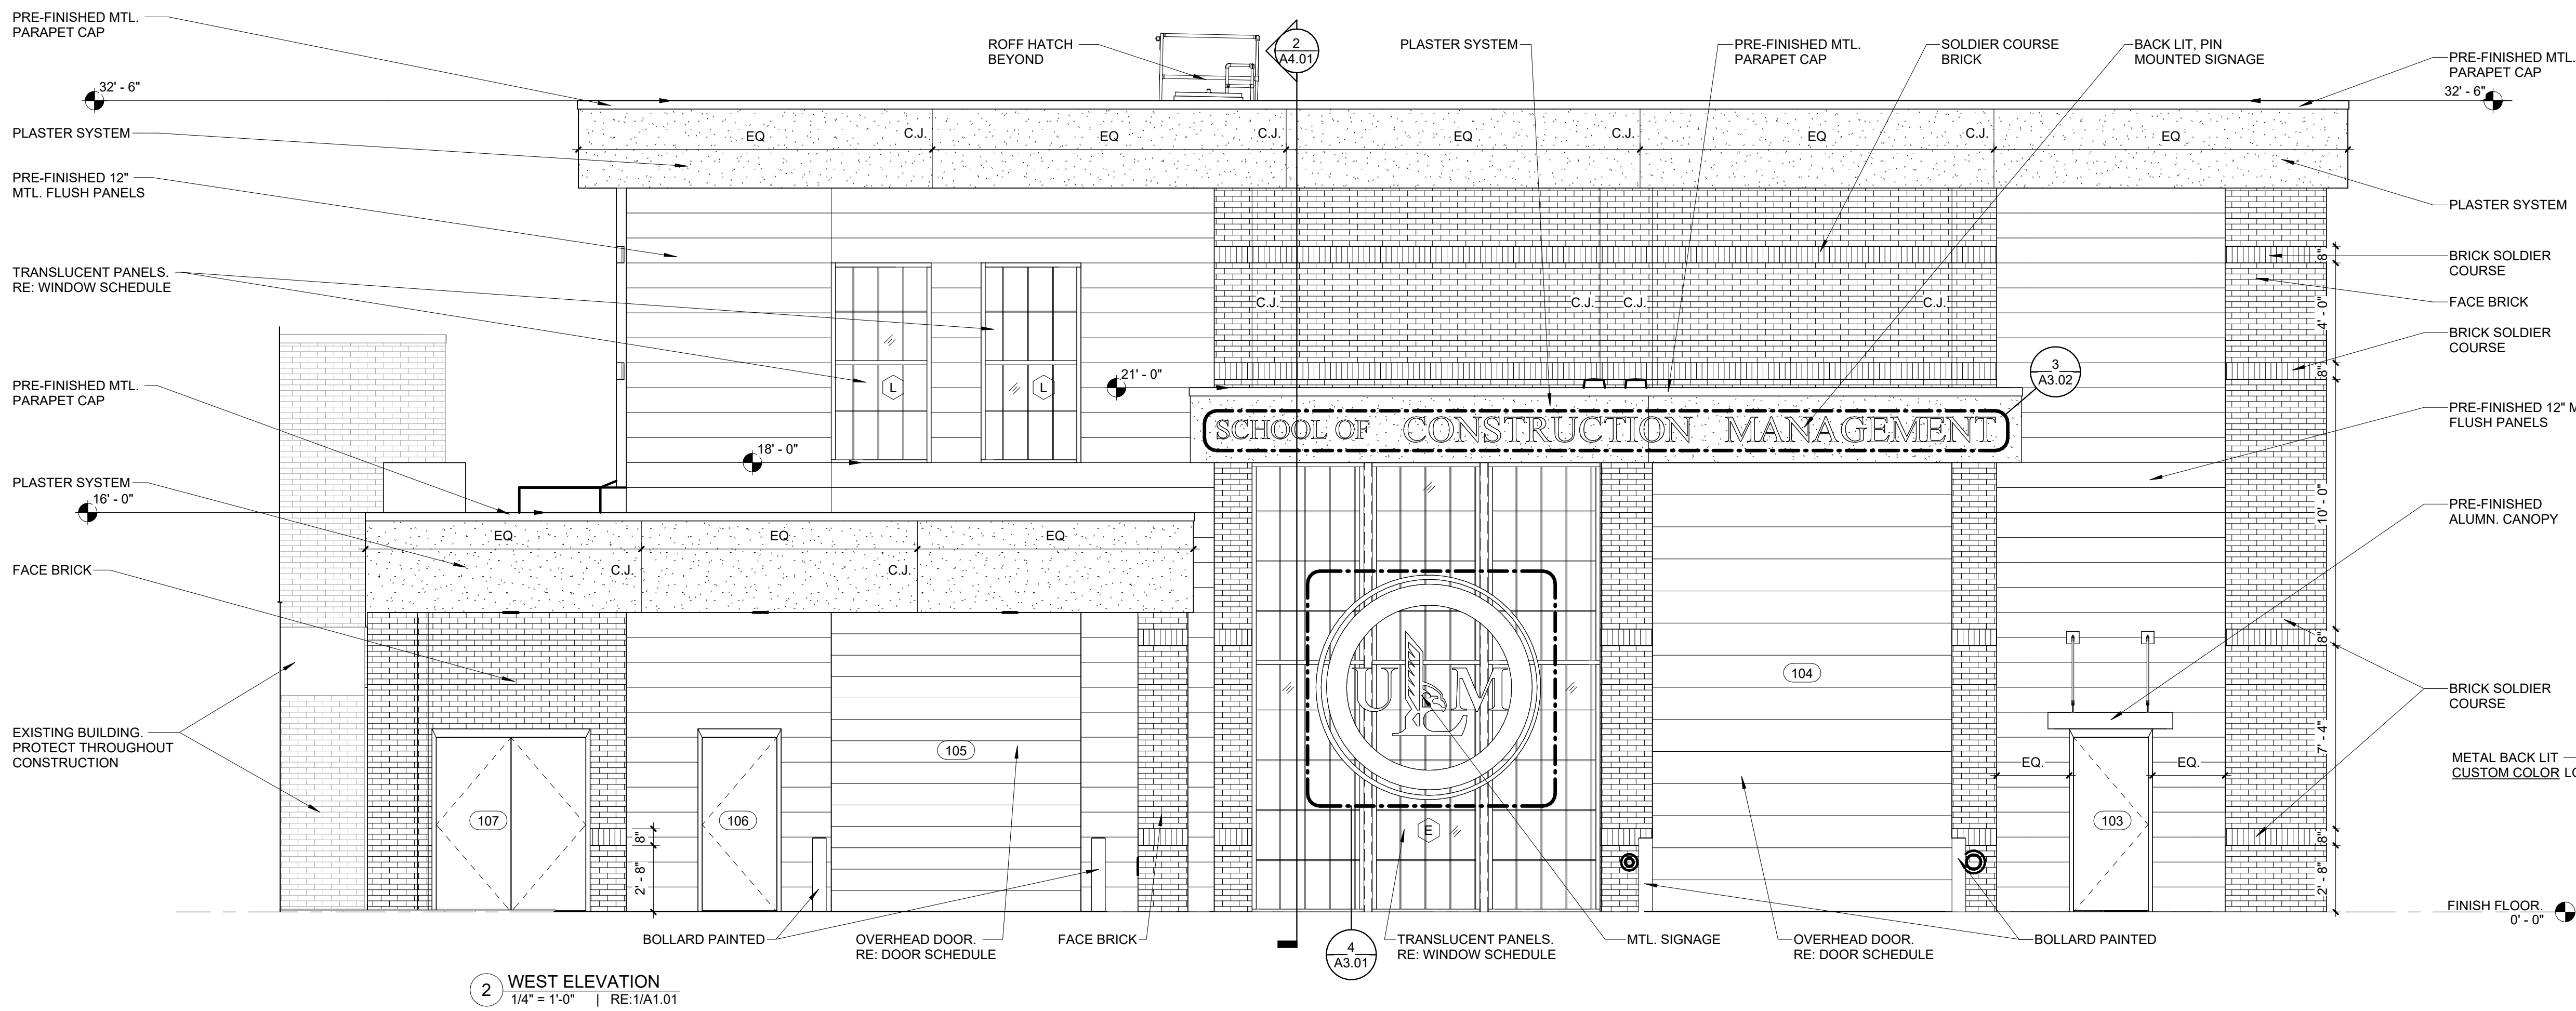 PRE-FINISHED MTL.
PARAPET CAP
32' - 6"
PLASTER SYSTEM
PRE-FINISHED 12"
MTL. FLUSH PANELS
TRANSLUCENT PANELS.
RE: WINDOW SCHEDULE
PRE-FINISHED MTL.
PARAPET CAP
PLASTER SYSTEM
16' - 0"
FACE BRICK
EXISTING BUILDING.
PROTECT THROUGHOUT
CONSTRUCTION
ROFF HATCH
BEYOND
2
A4.01
PLASTER SYSTEM
PRE-FINISHED MTL.
PARAPET CAP
SOLDIER COURSE
BRICK
BACK LIT, PIN
MOUNTED SIGNAGE
EQ
C.J.
EQ
C.J.
EQ
C.J.
EQ
C.J.
EQ
C.J.
C.J.
C.J.
C.J.
L
L
21' - 0"
18' - 0"
3
A3.02
SCHOOL OF CONSTRUCTION MANAGEMENT
EQ
EQ
EQ
C.J.
C.J.
U L M
104
105
107
106
103
E
EQ.
EQ.
8"
2' - 8"
8"
4' - 0"
8"
10' - 0"
8"
7' - 4"
8"
2' - 8"
PRE-FINISHED MTL.
PARAPET CAP
32' - 6"
PLASTER SYSTEM
BRICK SOLDIER
COURSE
FACE BRICK
BRICK SOLDIER
COURSE
PRE-FINISHED 12" M
FLUSH PANELS
PRE-FINISHED
ALUMN. CANOPY
BRICK SOLDIER
COURSE
METAL BACK LIT
CUSTOM COLOR LO
FINISH FLOOR.
0' - 0"
BOLLARD PAINTED
OVERHEAD DOOR.
RE: DOOR SCHEDULE
FACE BRICK
4
A3.01
TRANSLUCENT PANELS.
RE: WINDOW SCHEDULE
MTL. SIGNAGE
OVERHEAD DOOR.
RE: DOOR SCHEDULE
BOLLARD PAINTED
2
WEST ELEVATION
1/4" = 1'-0" | RE:1/A1.01